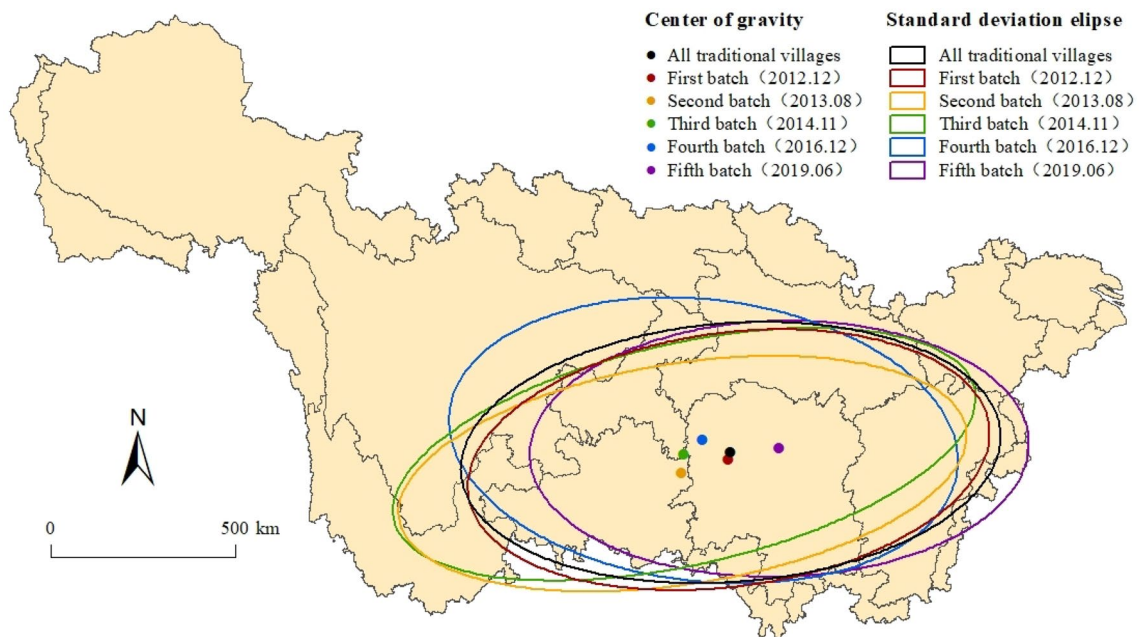 Center of gravity
All traditional villages
First batch（2012.12）
Second batch（2013.08）
Third batch（2014.11）
Fourth batch（2016.12）
Fifth batch（2019.06）
Standard deviation elipse
All traditional villages
First batch（2012.12）
Second batch（2013.08）
Third batch（2014.11）
Fourth batch（2016.12）
Fifth batch（2019.06）
N
0 500 km